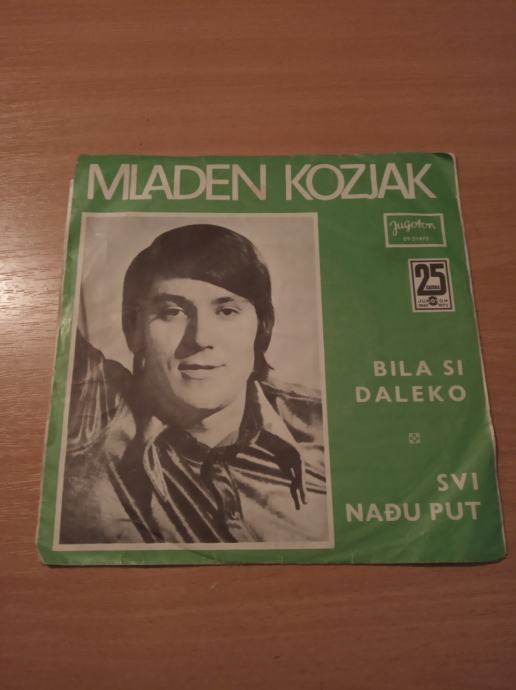 MLADEN KOZJAK
Jugoton
25
BILA SI
DALEKO
SVI
NAĐU PUT